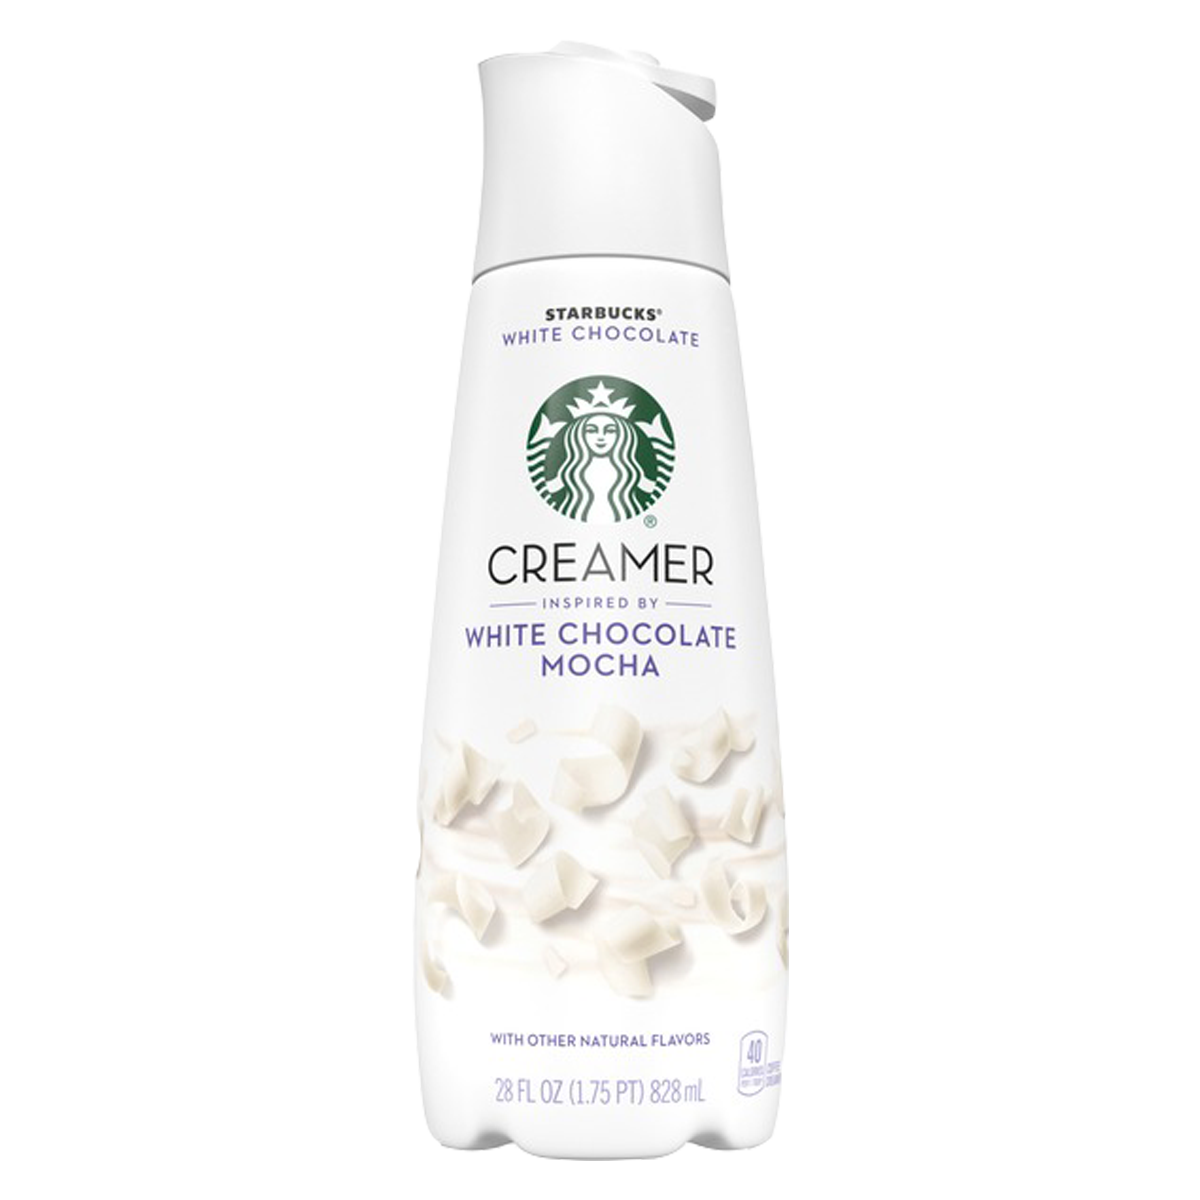 STARBUCKS®
WHITE CHOCOLATE
®
CREAMER
INSPIRED BY
WHITE CHOCOLATE
MOCHA
WITH OTHER NATURAL FLAVORS
40
CALORIES
28 FL OZ (1.75 PT) 828 mL